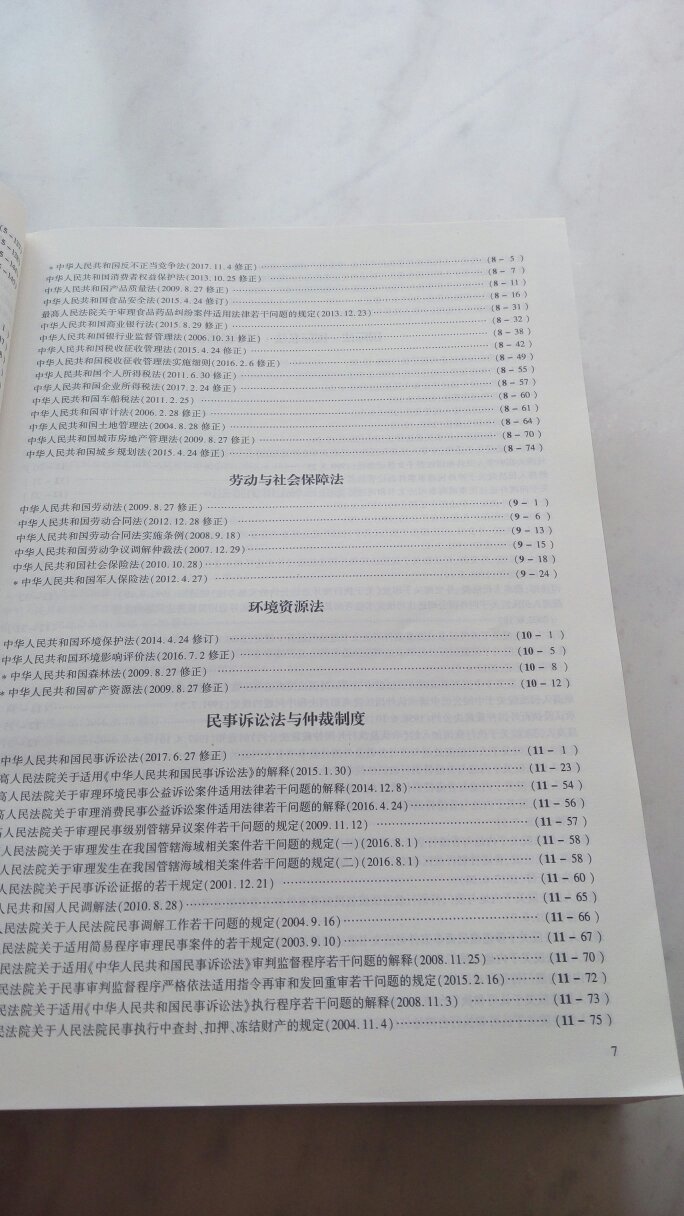 *中华人民共和国反不正当竞争法(2017.11.4修正)……(8-5)
中华人民共和国消费者权益保护法(2013.10.25修正)……(8-7)
中华人民共和国产品质量法(2009.8.27修正)……(8-11)
中华人民共和国食品安全法(2015.4.24修订)……(8-16)
最高人民法院关于审理食品药品纠纷案件适用法律若干问题的规定(2013.12.23)……(8-31)
中华人民共和国商业银行法(2015.8.29修正)……(8-32)
中华人民共和国银行业监督管理法(2006.10.31修正)……(8-38)
中华人民共和国税收征收管理法(2015.4.24修正)……(8-42)
中华人民共和国税收征收管理法实施细则(2016.2.6修正)……(8-49)
中华人民共和国个人所得税法(2011.6.30修正)……(8-55)
中华人民共和国企业所得税法(2017.2.24修正)……(8-57)
中华人民共和国车船税法(2011.2.25)……(8-60)
中华人民共和国审计法(2006.2.28修正)……(8-61)
中华人民共和国土地管理法(2004.8.28修正)……(8-64)
中华人民共和国城市房地产管理法(2009.8.27修正)……(8-70)
中华人民共和国城乡规划法(2015.4.24修正)……(8-74)
劳动与社会保障法
中华人民共和国劳动法(2009.8.27修正)……(9-1)
中华人民共和国劳动合同法(2012.12.28修正)……(9-6)
中华人民共和国劳动合同法实施条例(2008.9.18)……(9-13)
中华人民共和国劳动争议调解仲裁法(2007.12.29)……(9-15)
中华人民共和国社会保险法(2010.10.28)……(9-18)
*中华人民共和国军人保险法(2012.4.27)……(9-24)
环境资源法
中华人民共和国环境保护法(2014.4.24修订)……(10-1)
中华人民共和国环境影响评价法(2016.7.2修正)……(10-5)
*中华人民共和国森林法(2009.8.27修正)……(10-8)
*中华人民共和国矿产资源法(2009.8.27修正)……(10-12)
民事诉讼法与仲裁制度
中华人民共和国民事诉讼法(2017.6.27修正)……(11-1)
高人民法院关于适用《中华人民共和国民事诉讼法》的解释(2015.1.30)……(11-23)
高人民法院关于审理环境民事公益诉讼案件适用法律若干问题的解释(2014.12.8)……(11-54)
高人民法院关于审理消费民事公益诉讼案件适用法律若干问题的解释(2016.4.24)……(11-56)
高人民法院关于审理民事级别管辖异议案件若干问题的规定(2009.11.12)……(11-57)
人民法院关于审理发生在我国管辖海域相关案件若干问题的规定(一)(2016.8.1)……(11-58)
人民法院关于审理发生在我国管辖海域相关案件若干问题的规定(二)(2016.8.1)……(11-58)
人民法院关于民事诉讼证据的若干规定(2001.12.21)……(11-60)
人民共和国人民调解法(2010.8.28)……(11-65)
人民法院关于人民法院民事调解工作若干问题的规定(2004.9.16)……(11-66)
民法院关于适用简易程序审理民事案件的若干规定(2003.9.10)……(11-67)
民法院关于适用《中华人民共和国民事诉讼法》审判监督程序若干问题的解释(2008.11.25)……(11-70)
民法院关于民事审判监督程序严格依法适用指令再审和发回重审若干问题的规定(2015.2.16)……(11-72)
民法院关于适用《中华人民共和国民事诉讼法》执行程序若干问题的解释(2008.11.3)……(11-73)
民法院关于人民法院民事执行中查封、扣押、冻结财产的规定(2004.11.4)……(11-75)
7